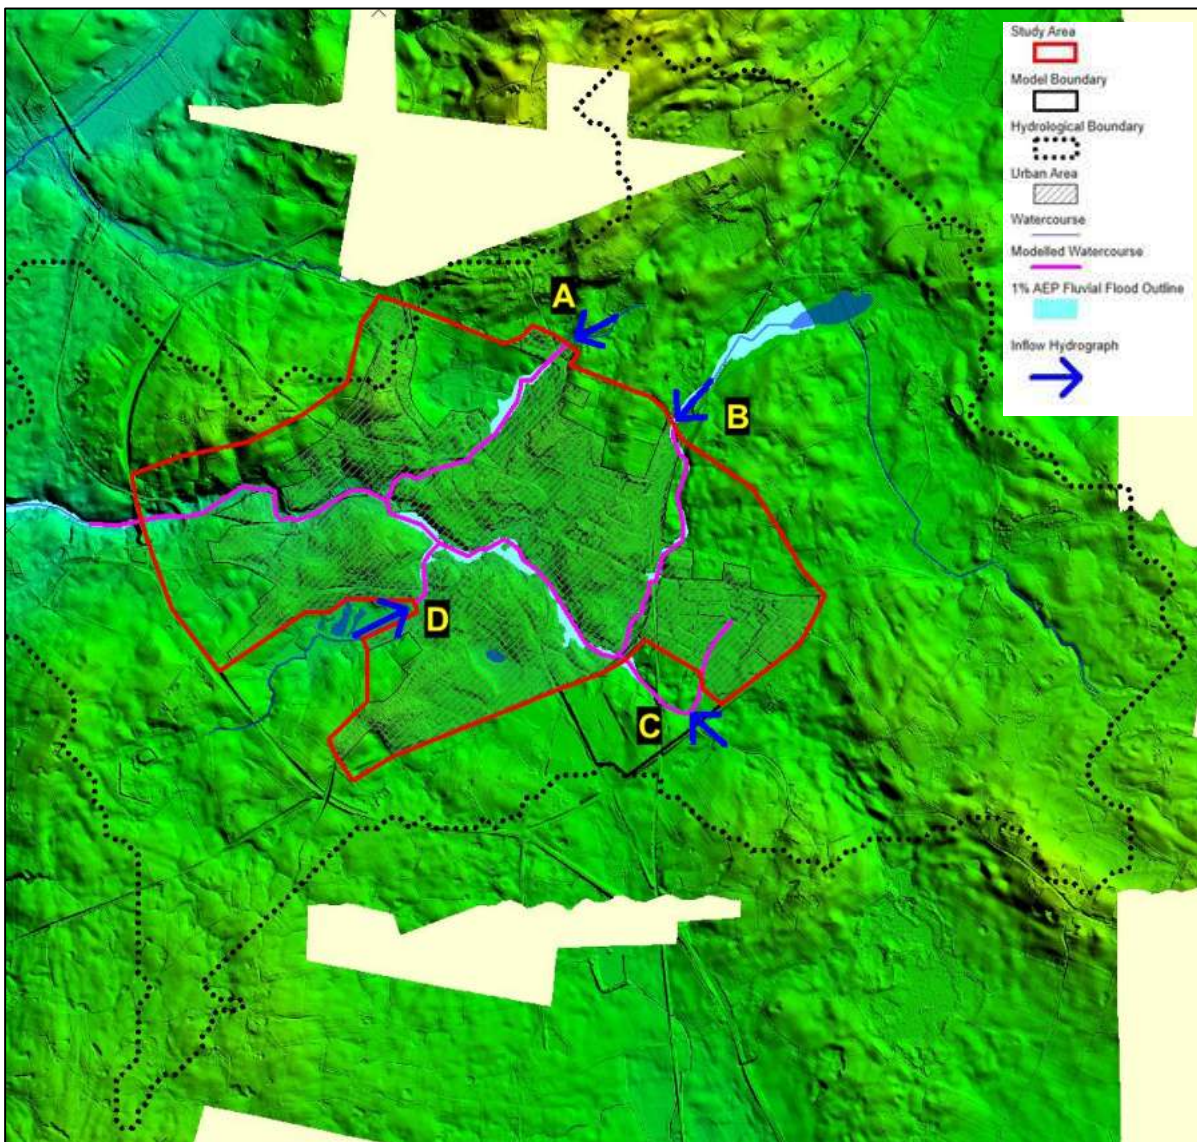 Study Area
Model Boundary
Hydrological Boundary
Urban Area
Watercourse
Modelled Watercourse
1% AEP Fluvial Flood Outline
Inflow Hydrograph
A
B
D
C